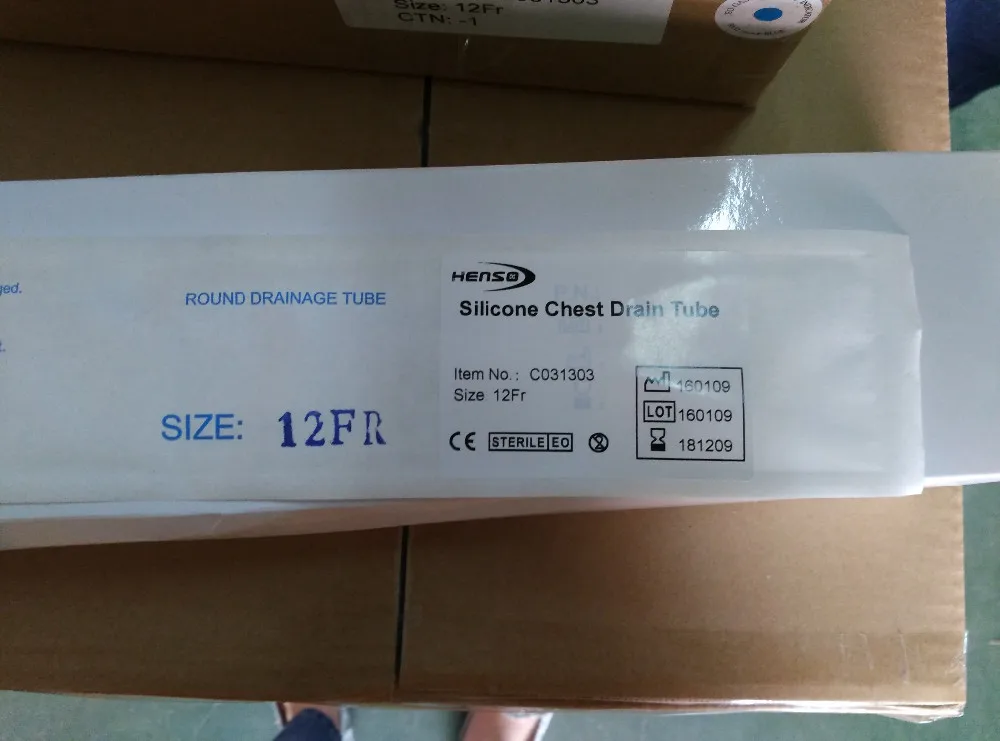 Size: 12Fr
CTN: -1
ged.
ROUND DRAINAGE TUBE
SIZE: 12FR
HENSO
Silicone Chest Drain Tube
Item No.: C031303
Size 12Fr
CE STERILE EO
160109
LOT 160109
181209